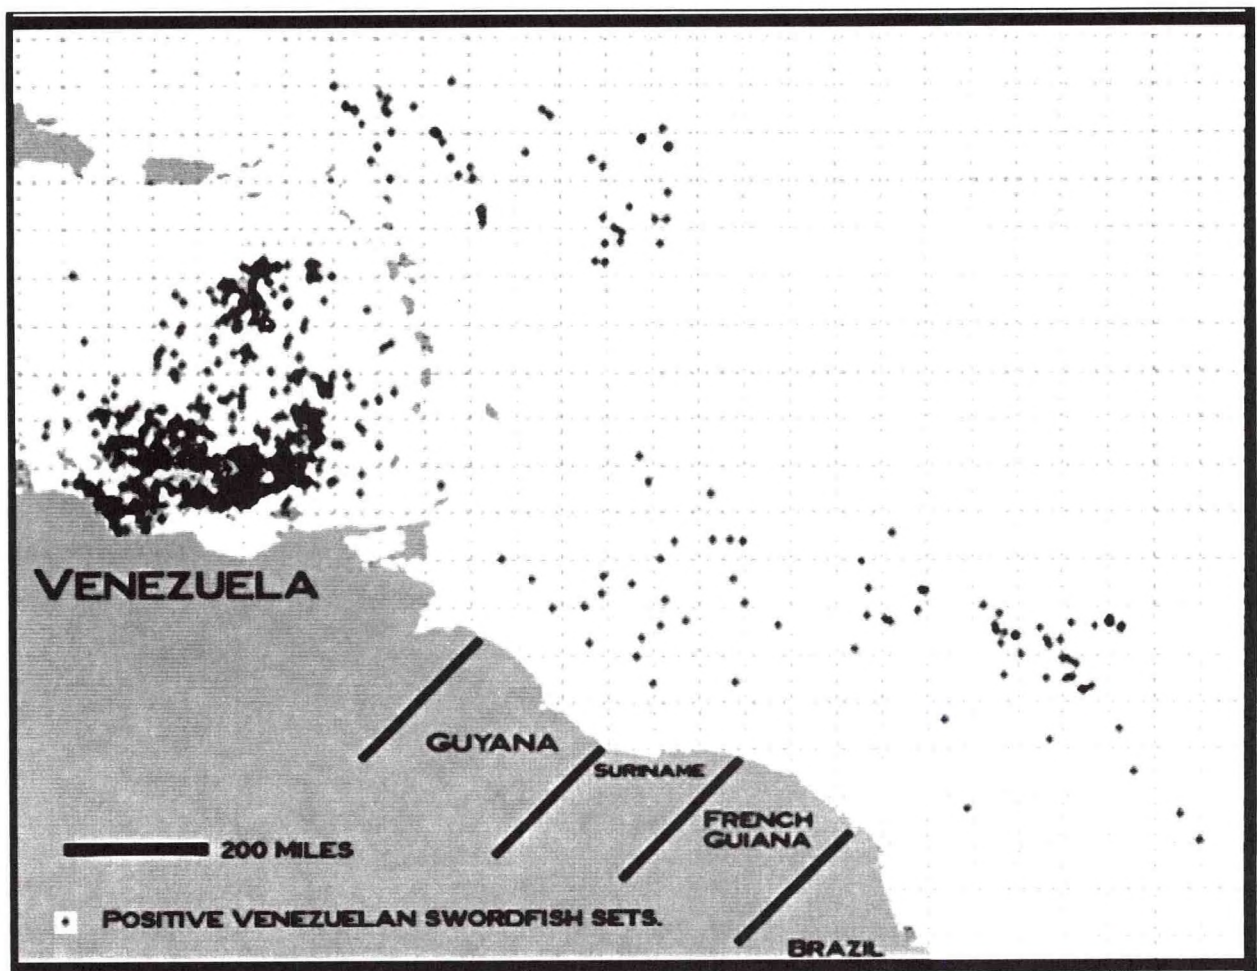 VENEZUELA
GUYANA
SURINAME
FRENCH
GUIANA
200 MILES
POSITIVE VENEZUELAN SWORDFISH SETS.
BRAZIL